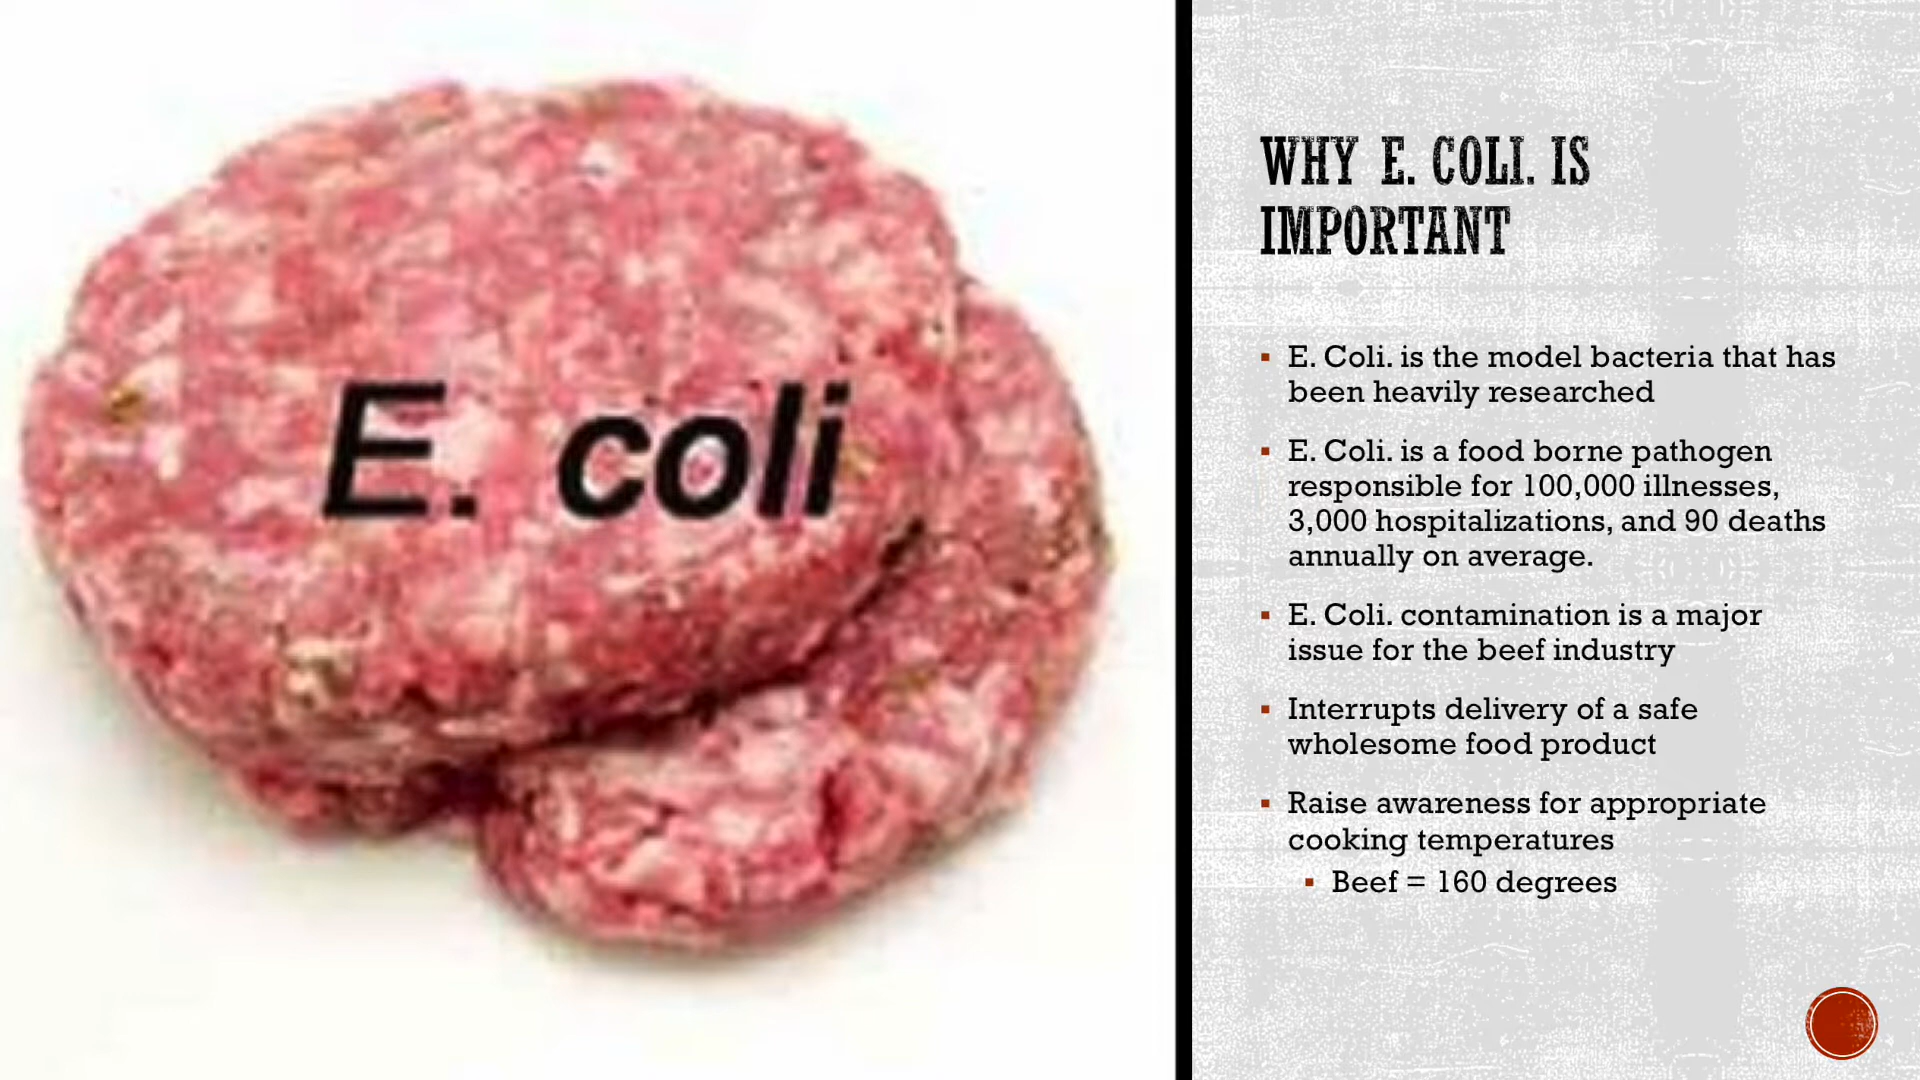 E. coli
WHY E. COLI. IS
IMPORTANT
▪ E. Coli. is the model bacteria that has
been heavily researched
▪ E. Coli. is a food borne pathogen
responsible for 100,000 illnesses,
3,000 hospitalizations, and 90 deaths
annually on average.
▪ E. Coli. contamination is a major
issue for the beef industry
▪ Interrupts delivery of a safe
wholesome food product
▪ Raise awareness for appropriate
cooking temperatures
▪ Beef = 160 degrees